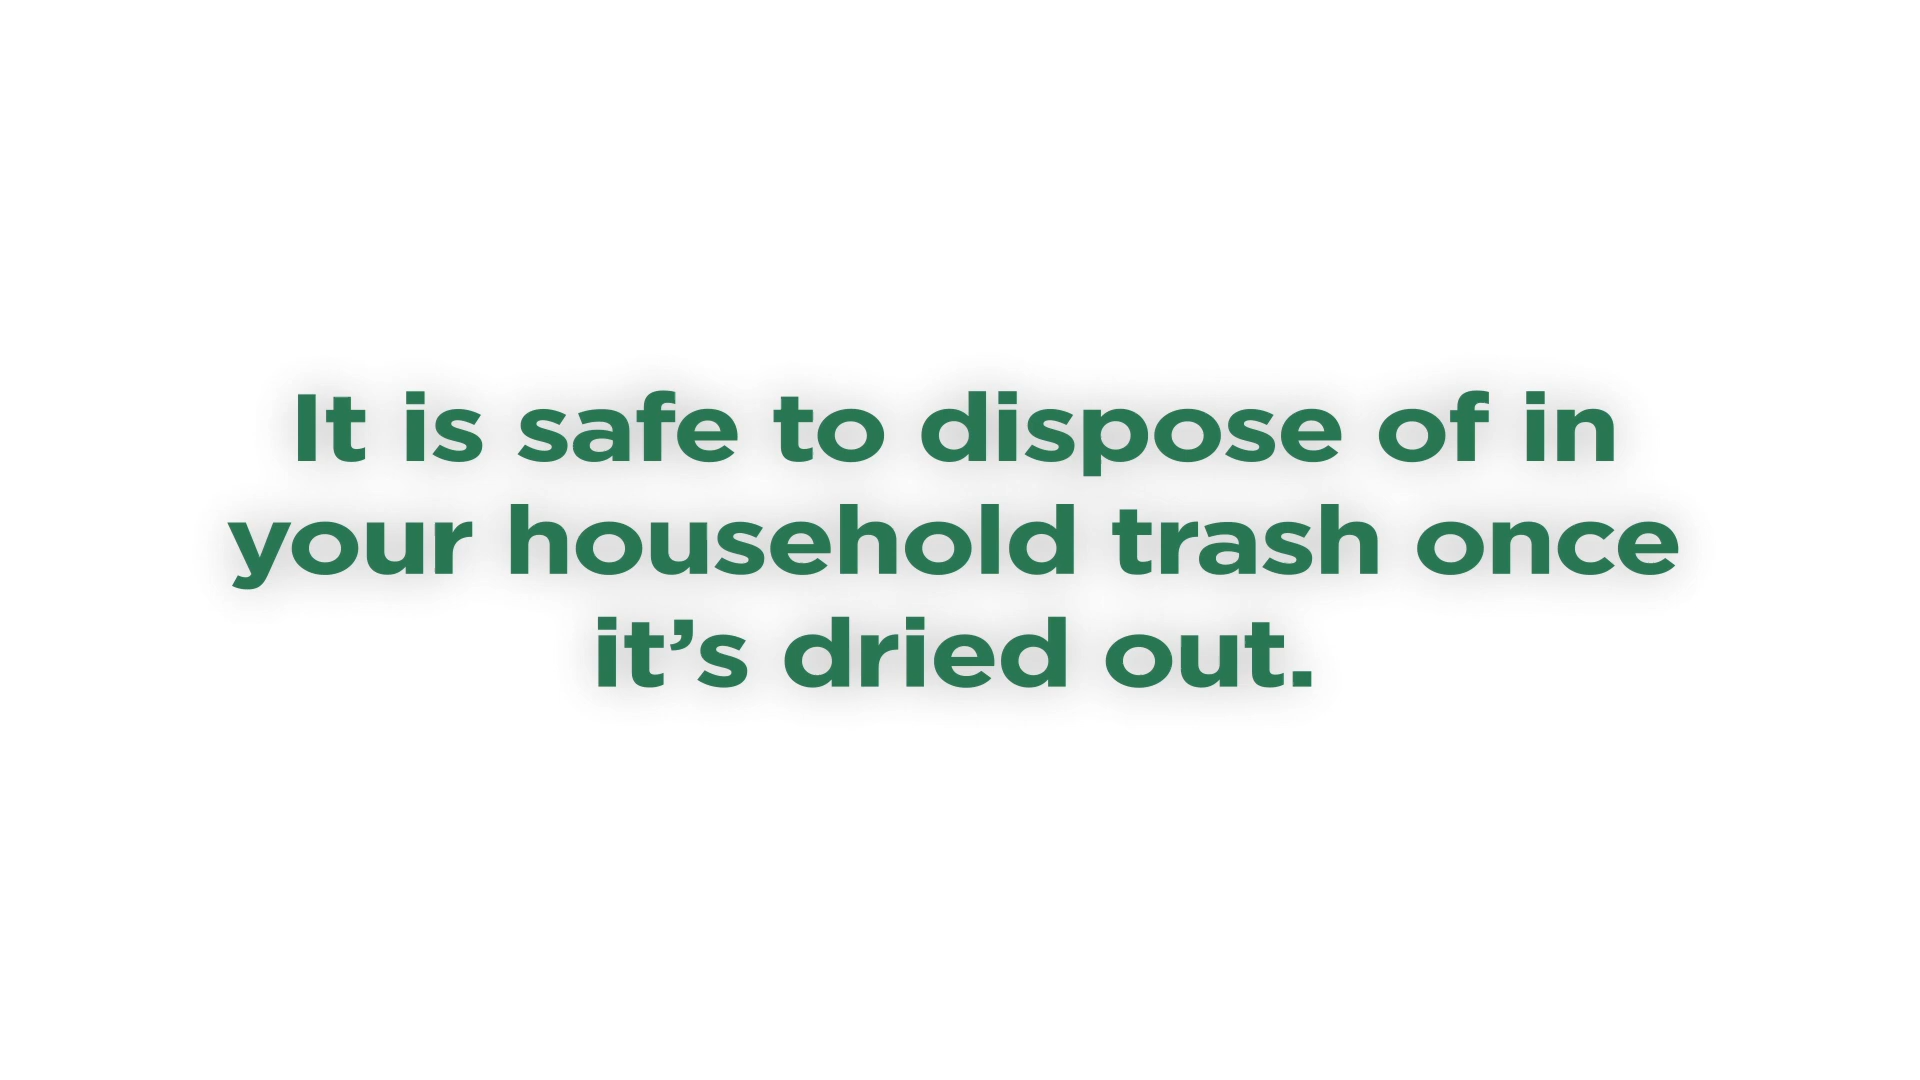 It is safe to dispose of in
your household trash once
it’s dried out.